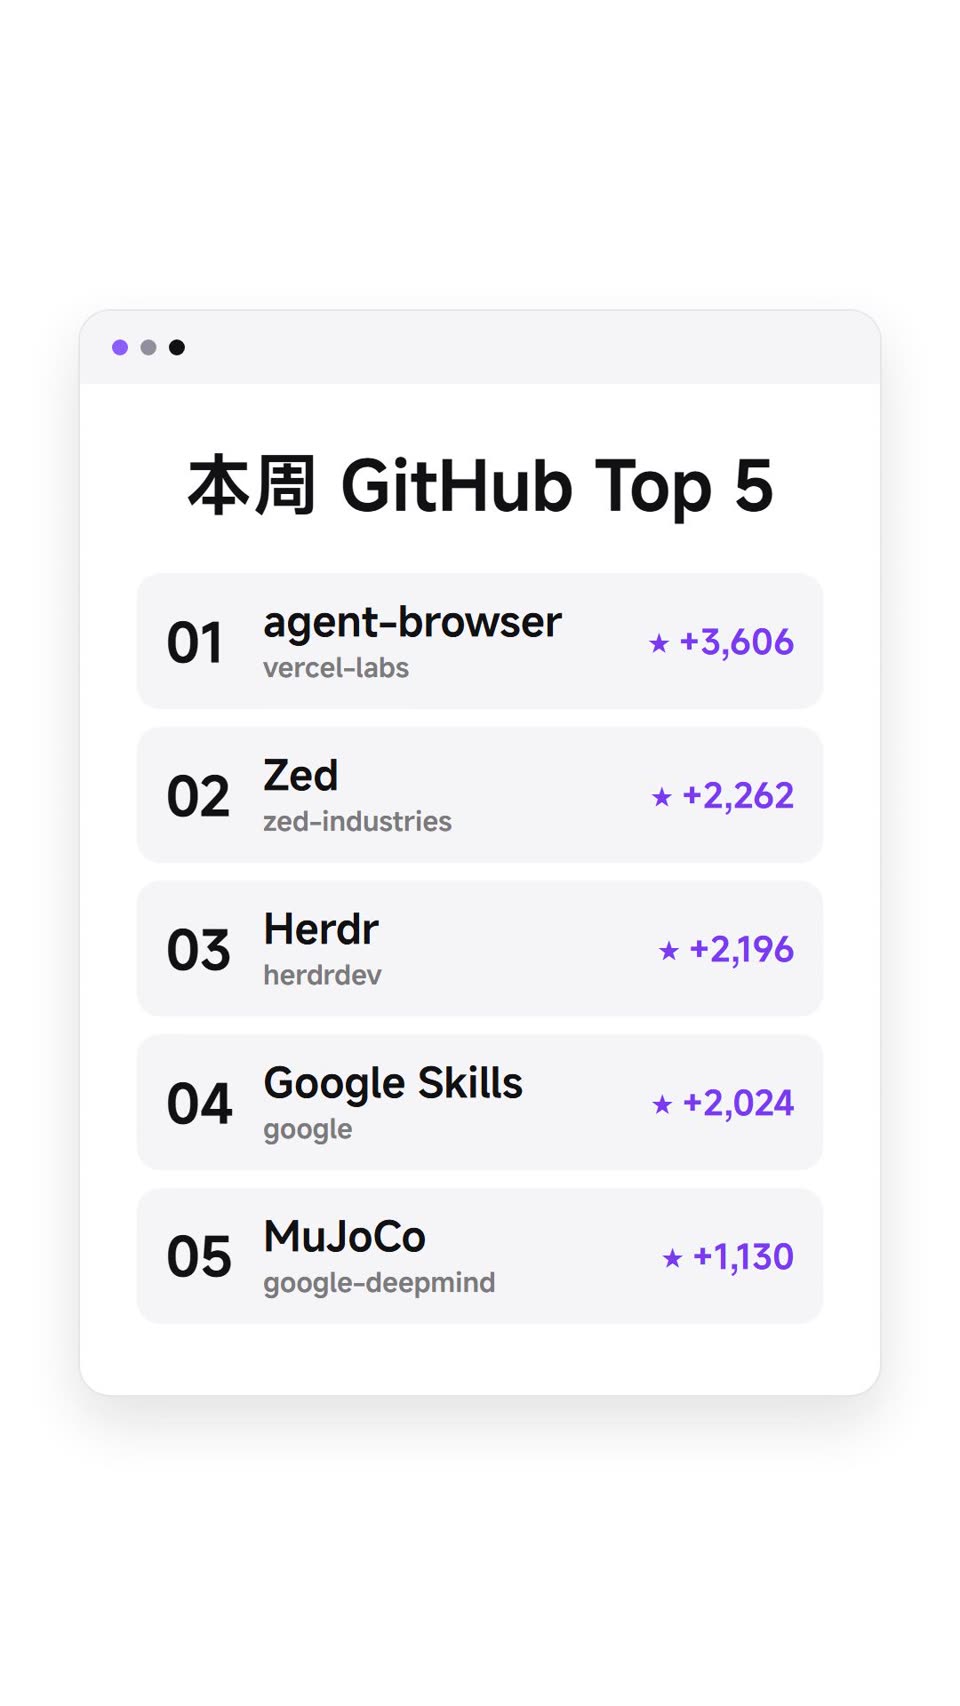 本周 GitHub Top 5
01
agent-browser
vercel-labs
★ +3,606
02
Zed
zed-industries
★ +2,262
03
Herdr
herdrdev
★ +2,196
04
Google Skills
google
★ +2,024
05
MuJoCo
google-deepmind
★ +1,130